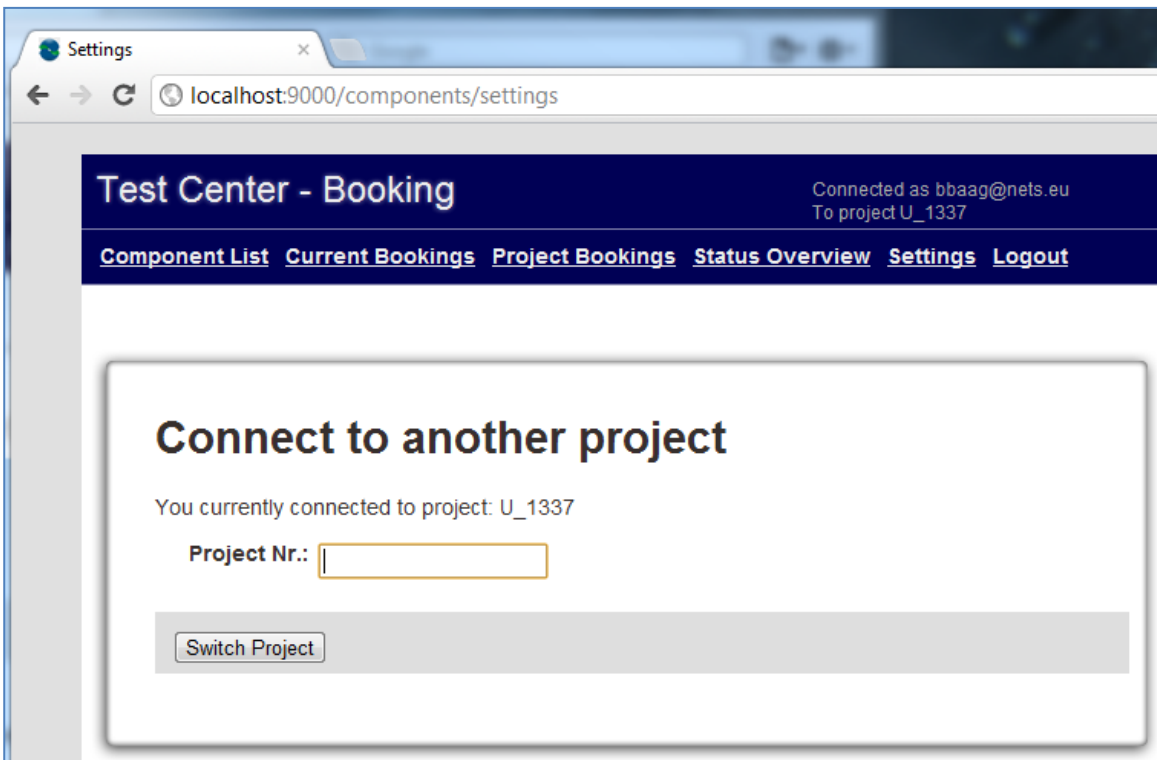 Settings
localhost:9000/components/settings
Test Center - Booking
Connected as bbaag@nets.eu
To project U_1337
Component List Current Bookings Project Bookings Status Overview Settings Logout
Connect to another project
You currently connected to project: U_1337
Project Nr.:
Switch Project